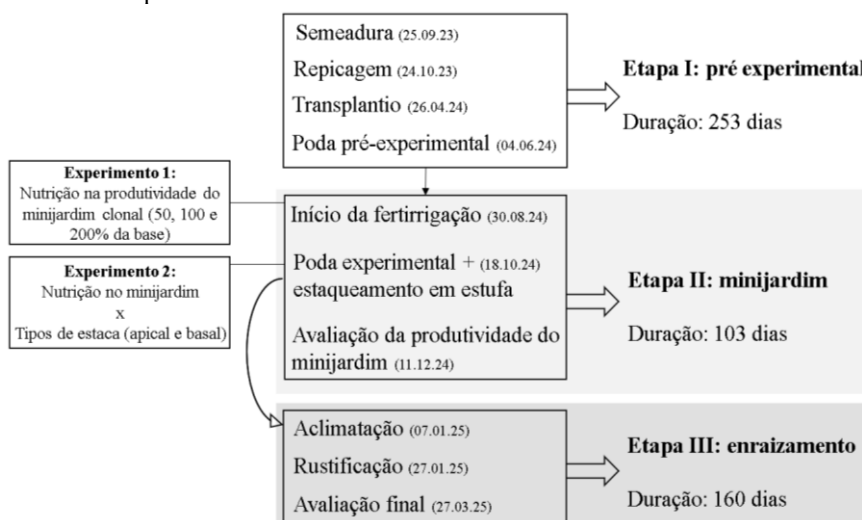 Semeadura (25.09.23)
Repicagem (24.10.23)
Transplantio (26.04.24)
Poda pré-experimental (04.06.24)
Etapa I: pré experimental
Duração: 253 dias
Experimento 1:
Nutrição na produtividade do
minijardim clonal (50, 100 e
200% da base)
Experimento 2:
Nutrição no minijardim
x
Tipos de estaca (apical e basal)
Início da fertirrigação (30.08.24)
Poda experimental + (18.10.24)
estaqueamento em estufa
Avaliação da produtividade do
minijardim (11.12.24)
Etapa II: minijardim
Duração: 103 dias
Aclimatação (07.01.25)
Rustificação (27.01.25)
Avaliação final (27.03.25)
Etapa III: enraizamento
Duração: 160 dias